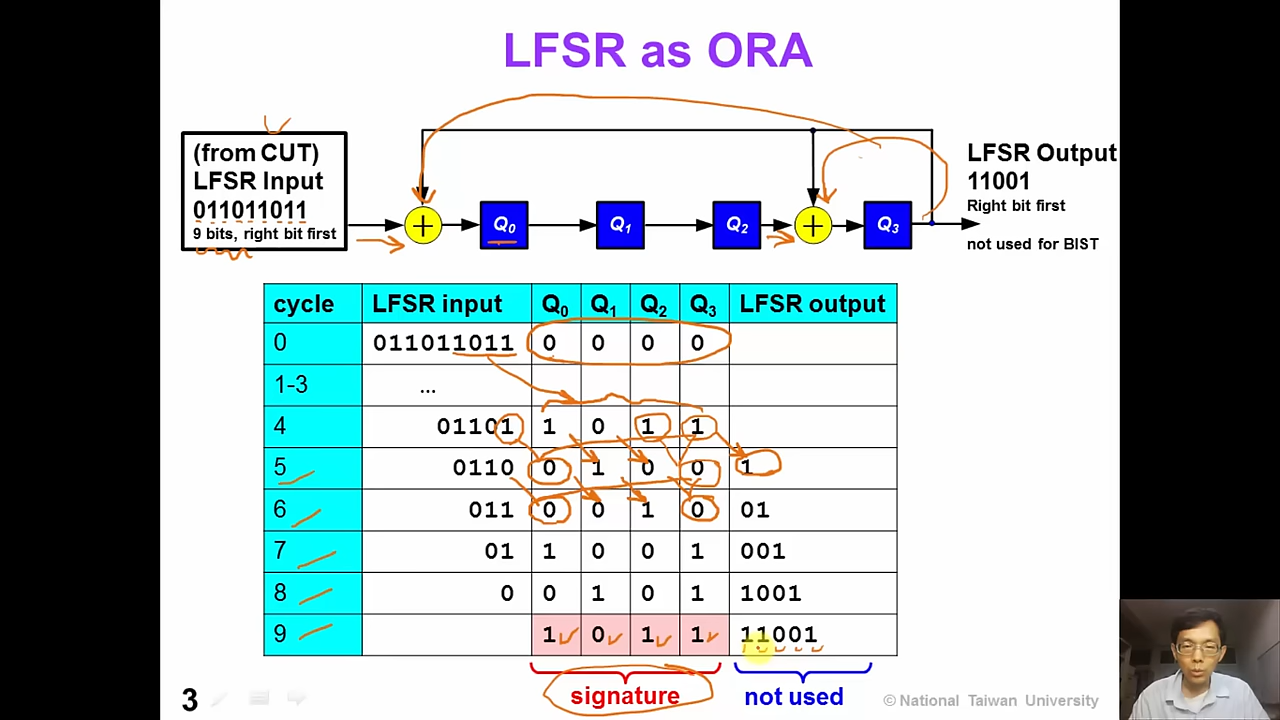 LFSR as ORA
(from CUT)
LFSR Input
011011011
9 bits, right bit first
+
Q0
Q1
Q2
+
Q3
LFSR Output
11001
Right bit first
not used for BIST
cycle LFSR input Q0 Q1 Q2 Q3 LFSR output
0 011011011 0 0 0 0
1-3 ...
4 01101 1 0 1 1
5 0110 0 1 0 0 1
6 011 0 0 1 0 01
7 01 1 0 0 1 001
8 0 0 1 0 1 1001
9 1 0 1 1 11001
signature
not used
3
© National Taiwan University